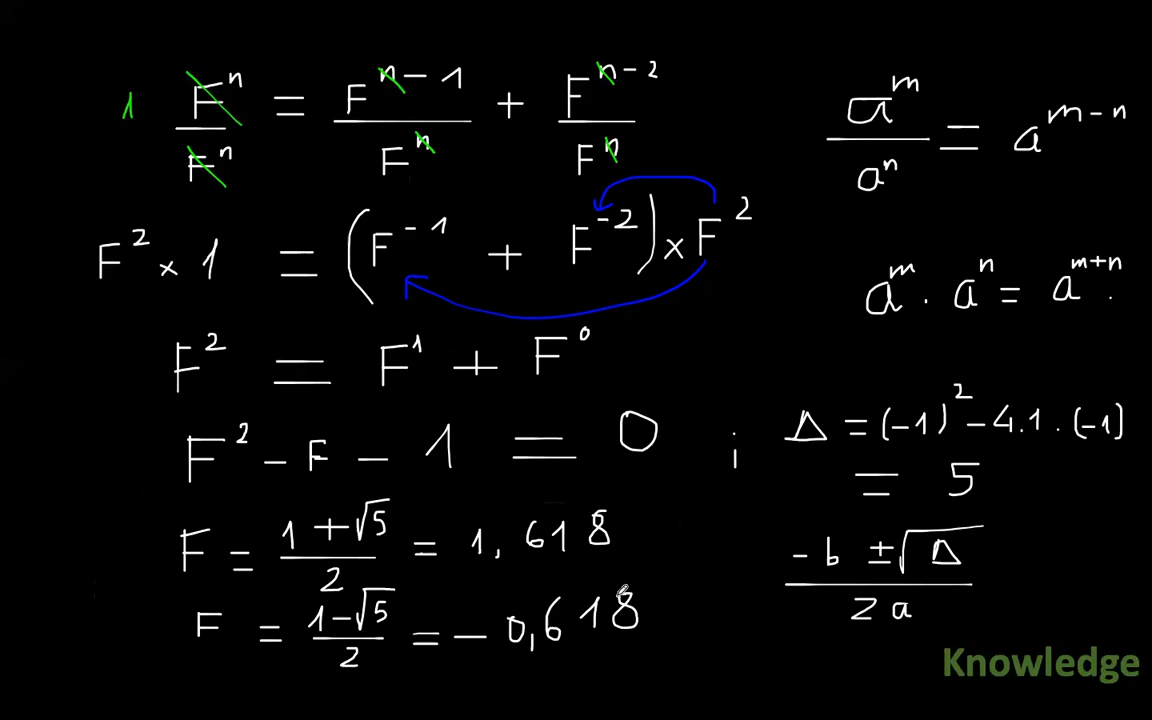 1 Fⁿ/Fⁿ = Fⁿ⁻¹/Fⁿ + Fⁿ⁻²/Fⁿ
aᵐ/aⁿ = aᵐ⁻ⁿ
F² × 1 = (F⁻¹ + F⁻²) × F²
aᵐ . aⁿ = aᵐ⁺ⁿ .
F² = F¹ + F⁰
F² - F - 1 = 0 ;
Δ = (-1)² - 4.1.(-1)
= 5
F = (1 + √5)/2 = 1,618
(-b ± √Δ)/2a
F = (1 - √5)/2 = - 0,618
Knowledge